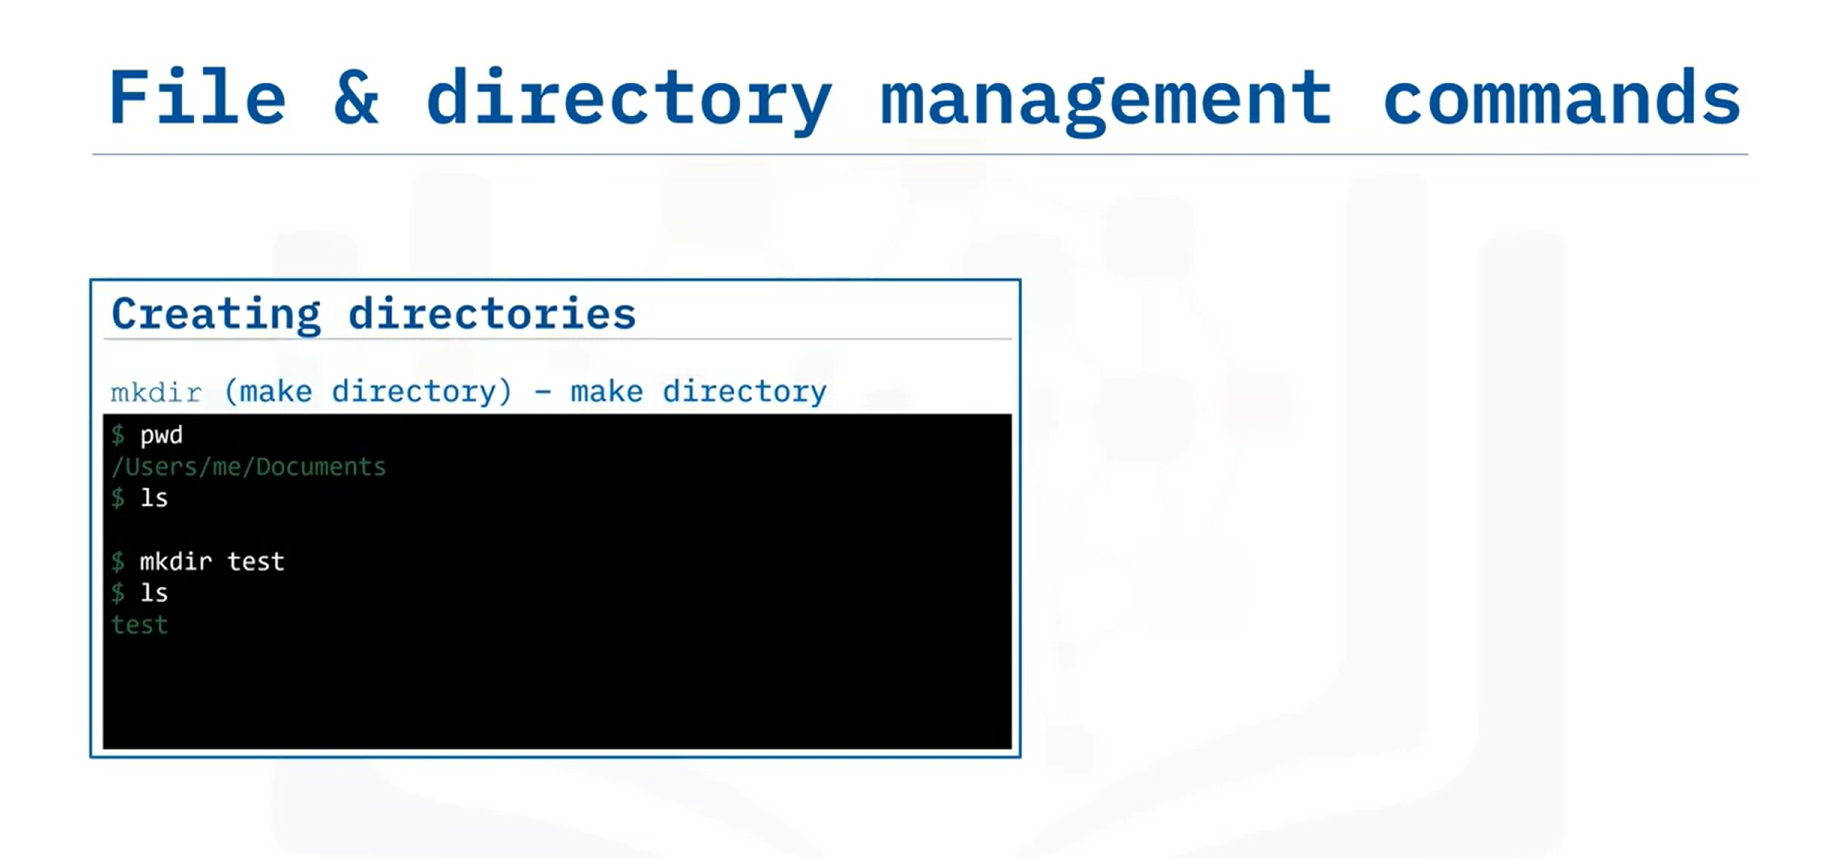 File & directory management commands
Creating directories
mkdir (make directory) – make directory
$ pwd
/Users/me/Documents
$ ls
$ mkdir test
$ ls
test